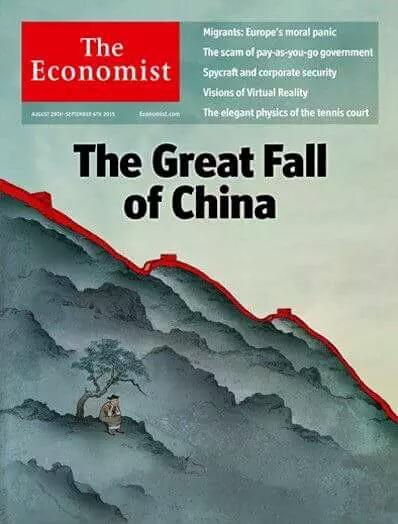 The
Economist
AUGUST 29TH–SEPTEMBER 4TH 2015
Economist.com
Migrants: Europe's moral panic
The scam of pay-as-you-go government
Spycraft and corporate security
Visions of Virtual Reality
The elegant physics of the tennis court
The Great Fall
of China